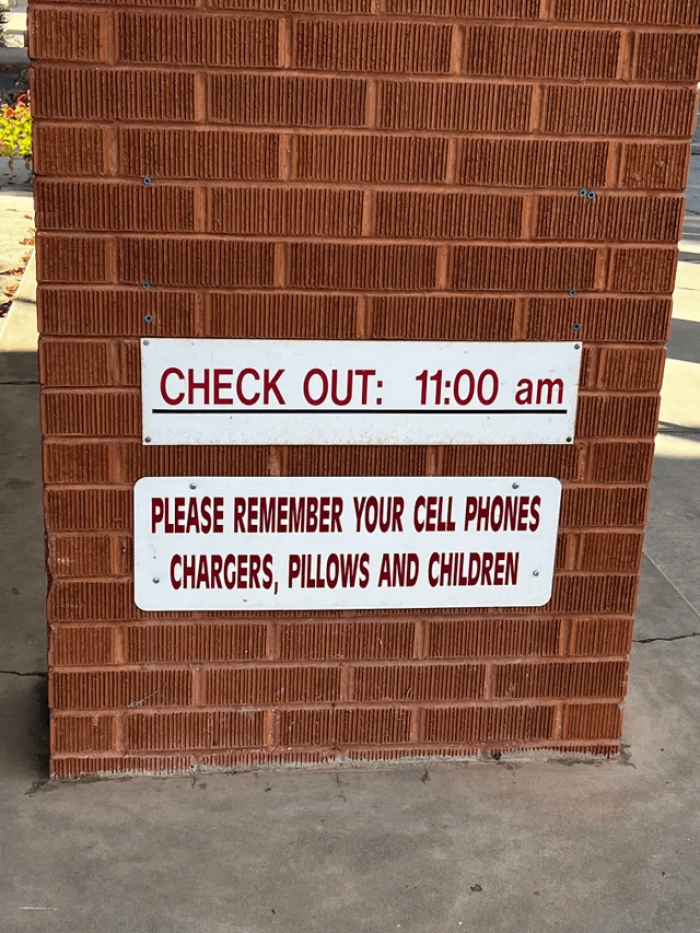 CHECK OUT: 11:00 am
PLEASE REMEMBER YOUR CELL PHONES
CHARGERS, PILLOWS AND CHILDREN